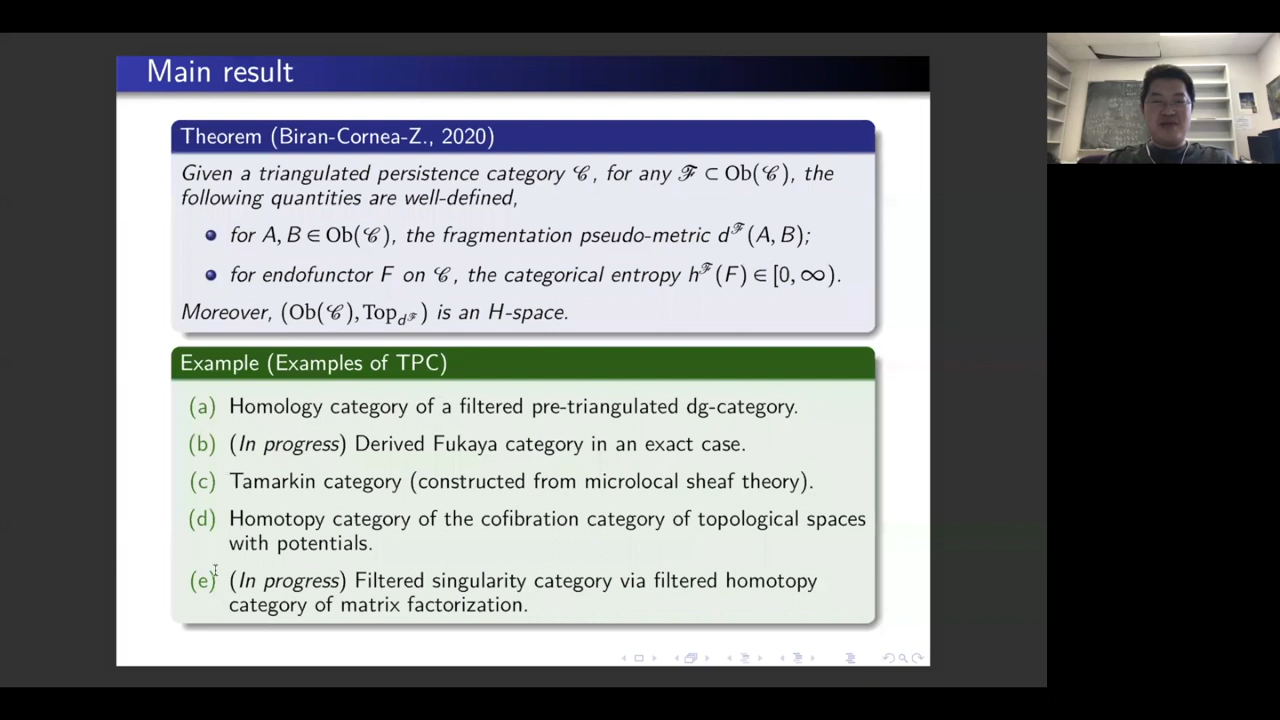 Main result
Theorem (Biran-Cornea-Z., 2020)
Given a triangulated persistence category 𝒞, for any ℱ ⊂ Ob(𝒞), the
following quantities are well-defined,
for A, B ∈ Ob(𝒞), the fragmentation pseudo-metric d^ℱ(A, B);
for endofunctor F on 𝒞, the categorical entropy h^ℱ(F) ∈ [0, ∞).
Moreover, (Ob(𝒞), Top_{d^ℱ}) is an H-space.
Example (Examples of TPC)
(a) Homology category of a filtered pre-triangulated dg-category.
(b) (In progress) Derived Fukaya category in an exact case.
(c) Tamarkin category (constructed from microlocal sheaf theory).
(d) Homotopy category of the cofibration category of topological spaces
with potentials.
(e) (In progress) Filtered singularity category via filtered homotopy
category of matrix factorization.